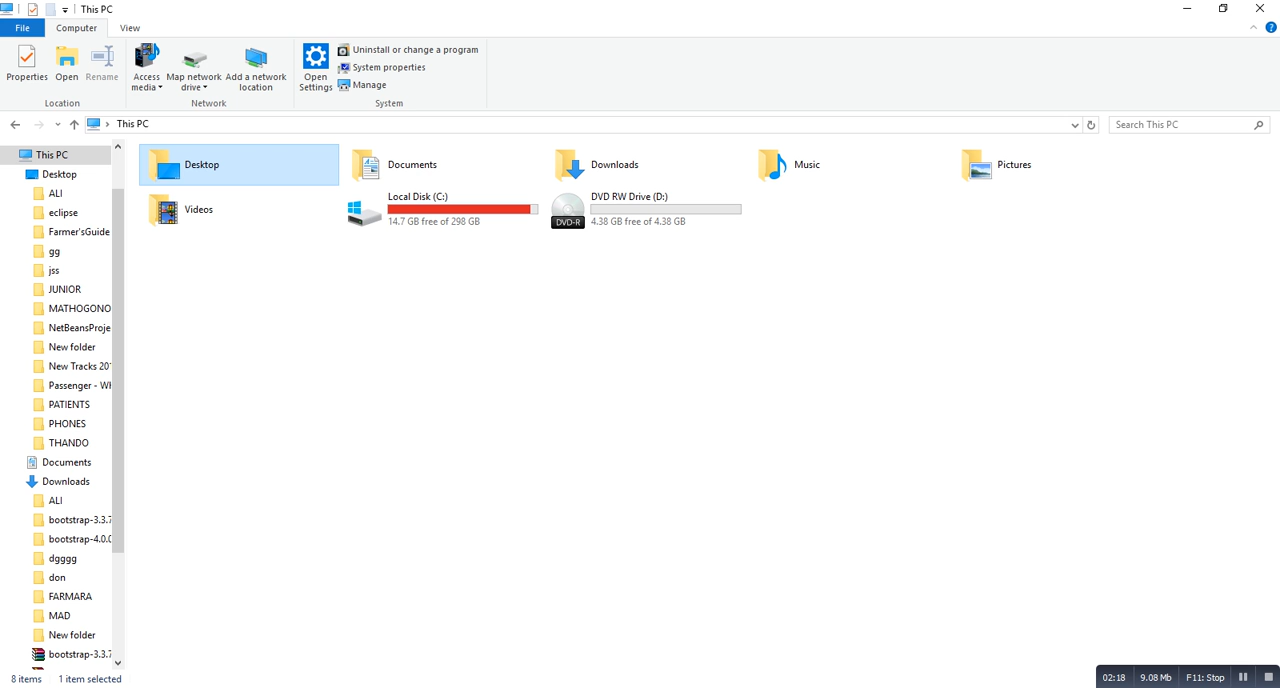 This PC
File Computer View
Properties Open Rename
Access media Map network drive Add a network location
Open Settings
Uninstall or change a program
System properties
Manage
Location Network System
This PC
Search This PC
This PC
Desktop
ALI
eclipse
Farmer'sGuide
gg
jss
JUNIOR
MATHOGONO
NetBeansProje
New folder
New Tracks 20
Passenger - Wh
PATIENTS
PHONES
THANDO
Documents
Downloads
ALI
bootstrap-3.3.7
bootstrap-4.0.0
dgggg
don
FARMARA
MAD
New folder
bootstrap-3.3.7
Desktop Documents Downloads Music Pictures
Videos
Local Disk (C:)
14.7 GB free of 298 GB
DVD RW Drive (D:)
4.38 GB free of 4.38 GB
DVD-R
8 items 1 item selected
02:18 9.08 Mb F11: Stop